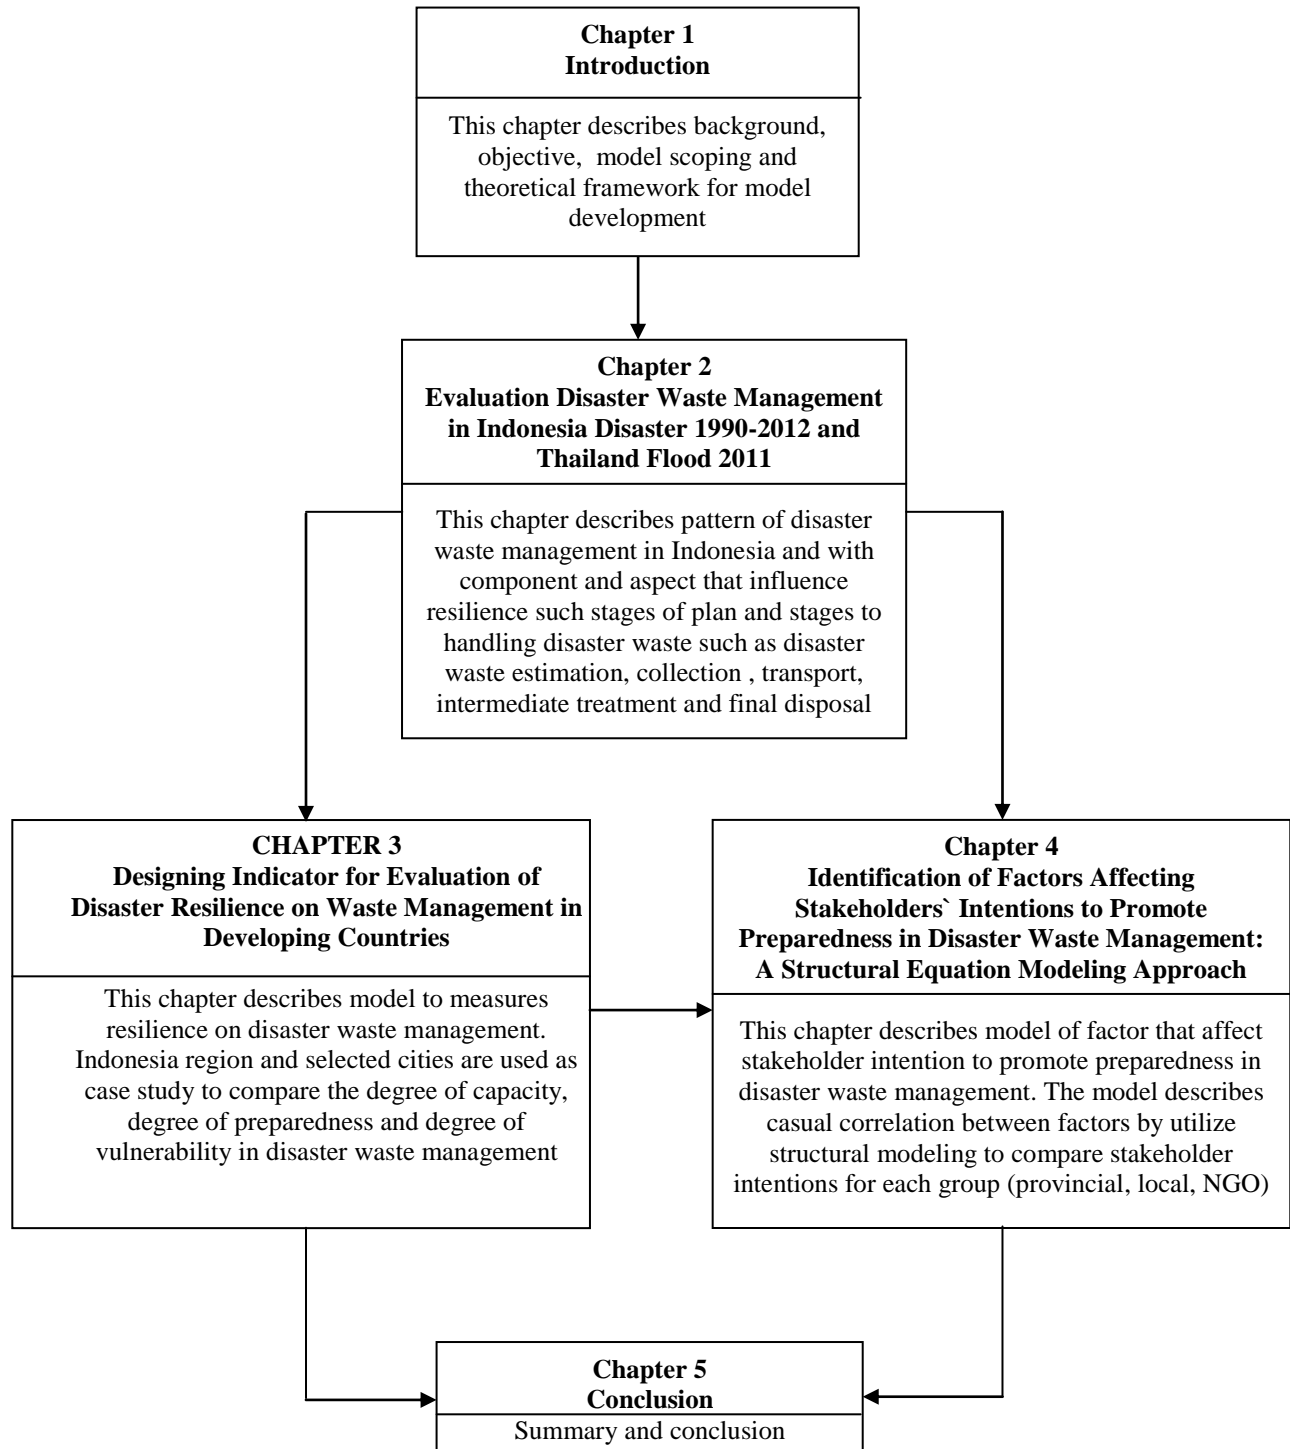 Chapter 1
Introduction
This chapter describes background,
objective,  model scoping and
theoretical framework for model
development
Chapter 2
Evaluation Disaster Waste Management
in Indonesia Disaster 1990-2012 and
Thailand Flood 2011
This chapter describes pattern of disaster
waste management in Indonesia and with
component and aspect that influence
resilience such stages of plan and stages to
handling disaster waste such as disaster
waste estimation, collection , transport,
intermediate treatment and final disposal
CHAPTER 3
Designing Indicator for Evaluation of
Disaster Resilience on Waste Management in
Developing Countries
This chapter describes model to measures
resilience on disaster waste management.
Indonesia region and selected cities are used as
case study to compare the degree of capacity,
degree of preparedness and degree of
vulnerability in disaster waste management
Chapter 4
Identification of Factors Affecting
Stakeholders` Intentions to Promote
Preparedness in Disaster Waste Management:
A Structural Equation Modeling Approach
This chapter describes model of factor that affect
stakeholder intention to promote preparedness in
disaster waste management. The model describes
casual correlation between factors by utilize
structural modeling to compare stakeholder
intentions for each group (provincial, local, NGO)
Chapter 5
Conclusion
Summary and conclusion